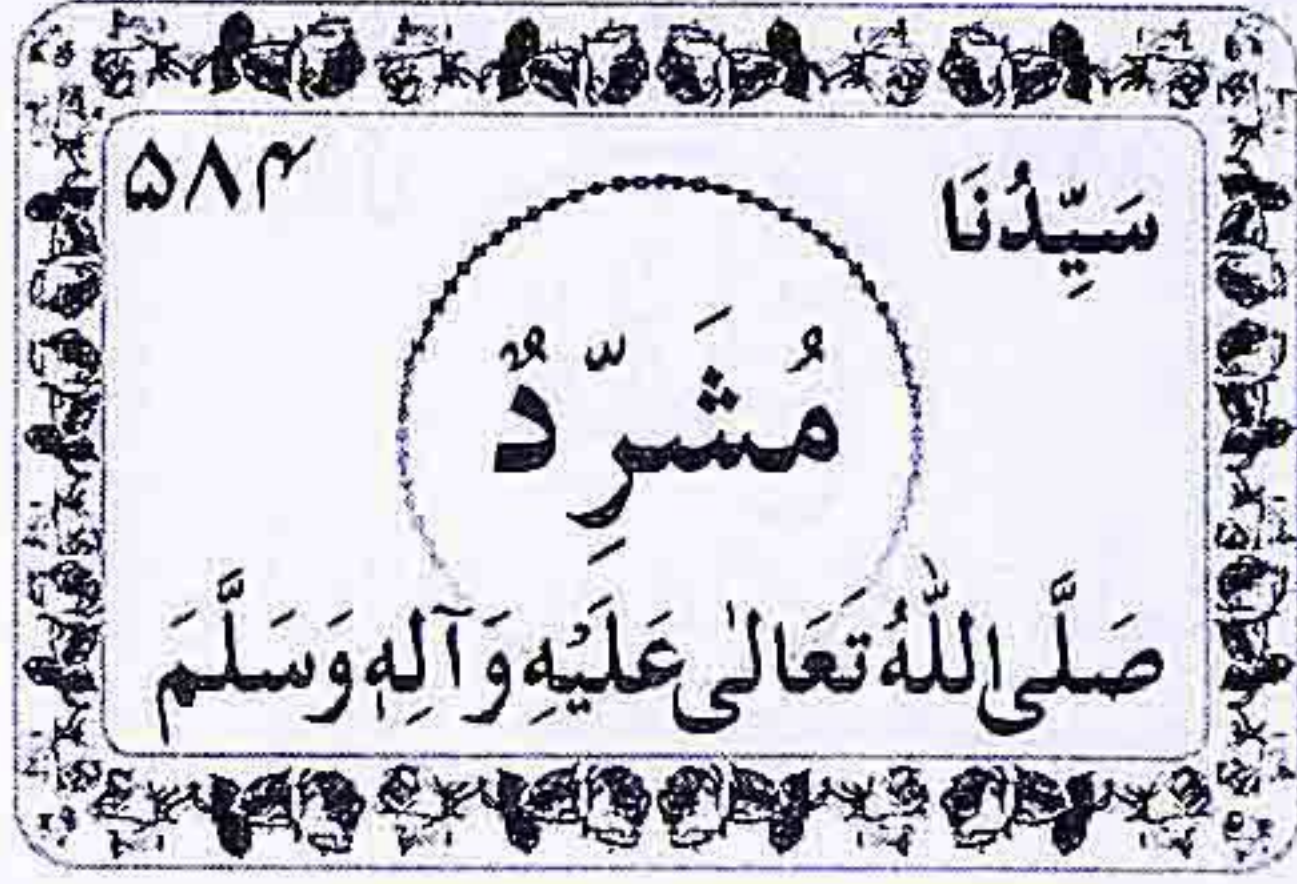 سَيِّدُنَا ۵۸۴
مُشَرِّدٌ
صَلَّى اللّٰهُ تَعَالٰى عَلَيْهِ وَآلِهٖ وَسَلَّمَ